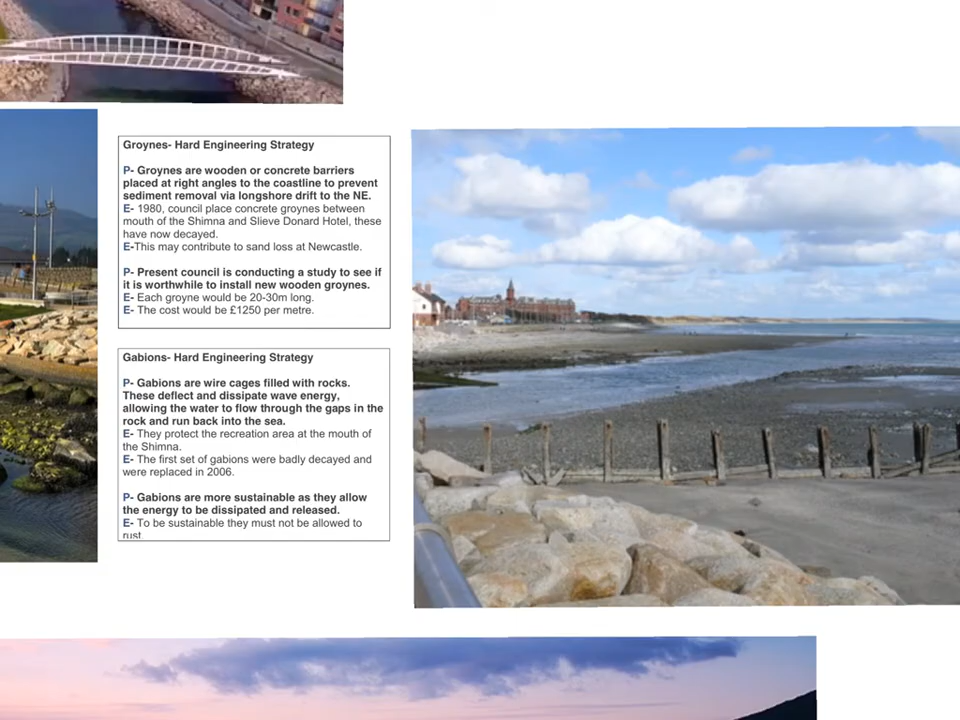 Groynes- Hard Engineering Strategy
P- Groynes are wooden or concrete barriers
placed at right angles to the coastline to prevent
sediment removal via longshore drift to the NE.
E- 1980, council place concrete groynes between
mouth of the Shimna and Slieve Donard Hotel, these
have now decayed.
E-This may contribute to sand loss at Newcastle.
P- Present council is conducting a study to see if
it is worthwhile to install new wooden groynes.
E- Each groyne would be 20-30m long.
E- The cost would be £1250 per metre.
Gabions- Hard Engineering Strategy
P- Gabions are wire cages filled with rocks.
These deflect and dissipate wave energy,
allowing the water to flow through the gaps in the
rock and run back into the sea.
E- They protect the recreation area at the mouth of
the Shimna.
E- The first set of gabions were badly decayed and
were replaced in 2006.
P- Gabions are more sustainable as they allow
the energy to be dissipated and released.
E- To be sustainable they must not be allowed to
rust.